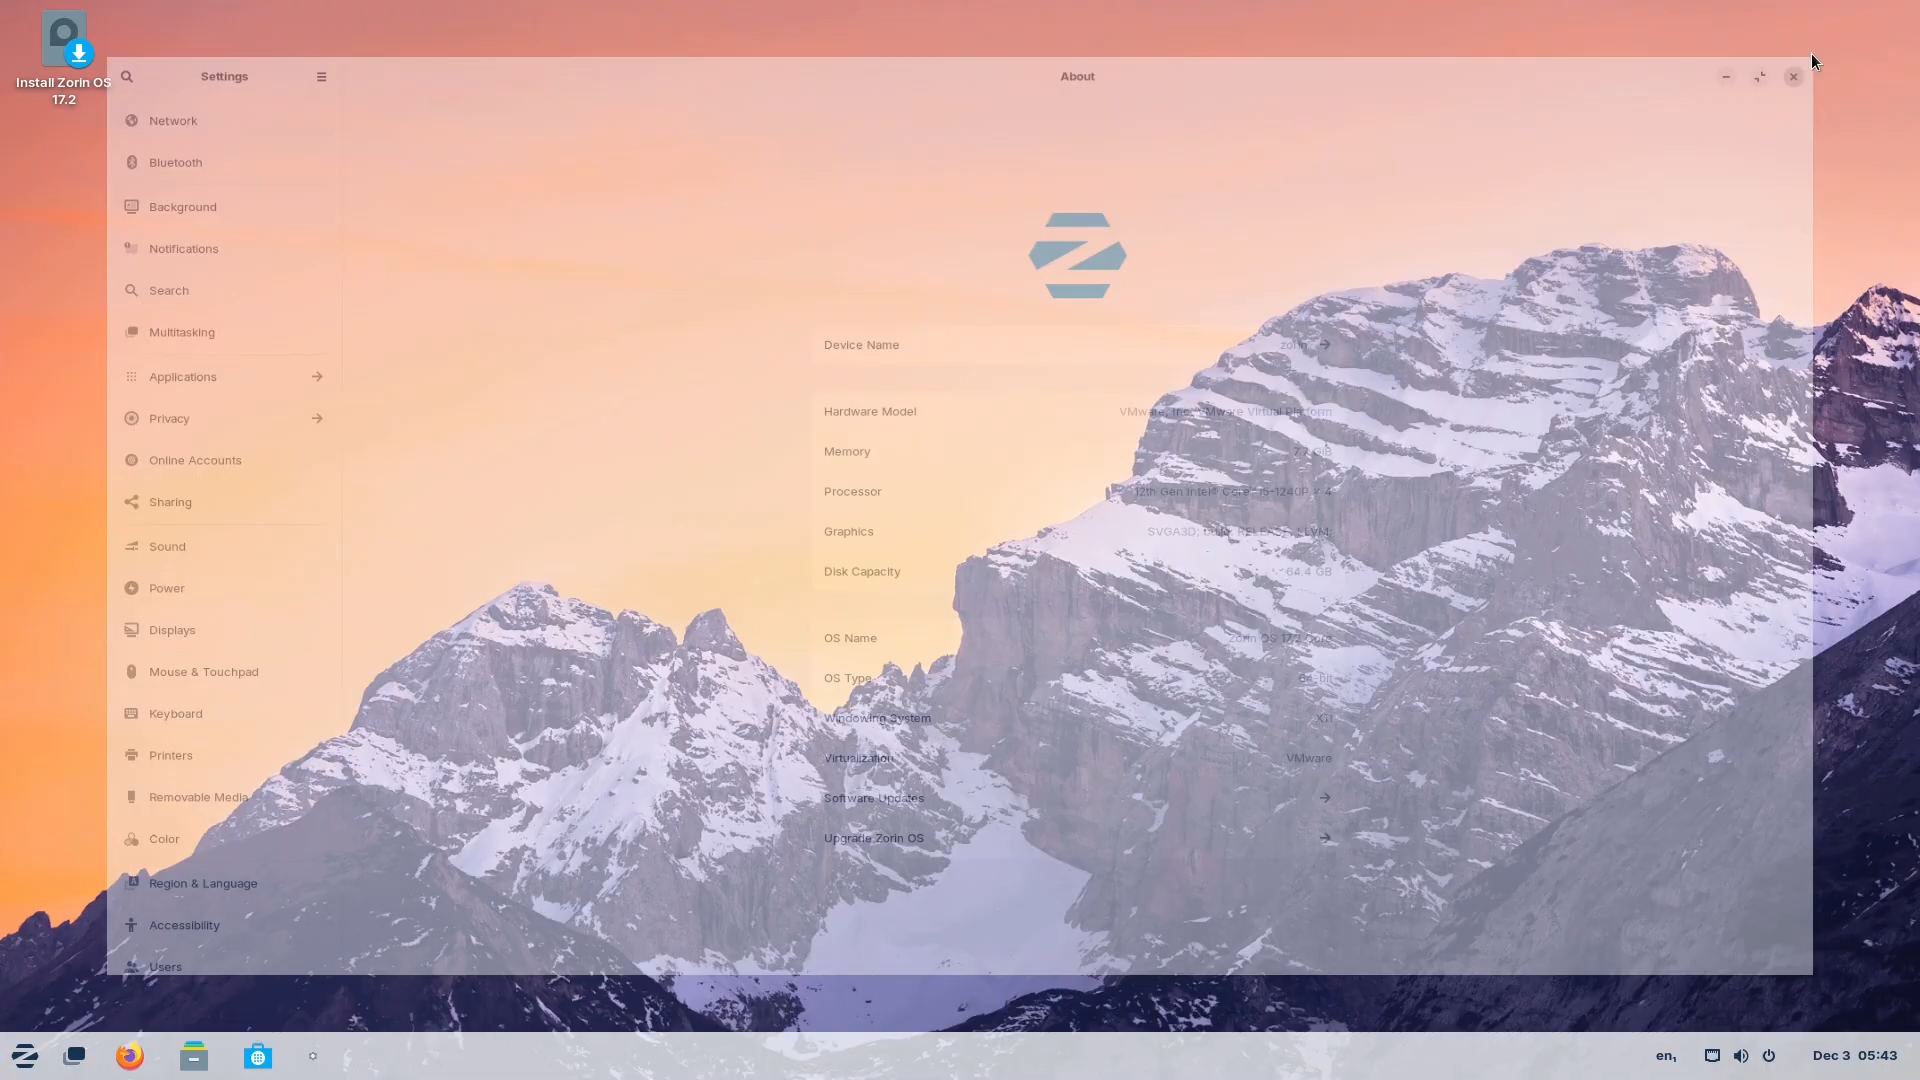 Install Zorin OS
17.2
Settings
About
Network
Bluetooth
Background
Notifications
Search
Multitasking
Applications
Privacy
Online Accounts
Sharing
Sound
Power
Displays
Mouse & Touchpad
Keyboard
Printers
Removable Media
Color
Region & Language
Accessibility
Users
Device Name zorin
Hardware Model VMware, Inc. VMware Virtual Platform
Memory 7.7 GiB
Processor 12th Gen Intel® Core™ i5-1240P × 4
Graphics SVGA3D; build: RELEASE; LLVM;
Disk Capacity 64.4 GB
OS Name Zorin OS 17.2 Core
OS Type 64-bit
Windowing System X11
Virtualization VMware
Software Updates
Upgrade Zorin OS
en₁
Dec 3 05:43